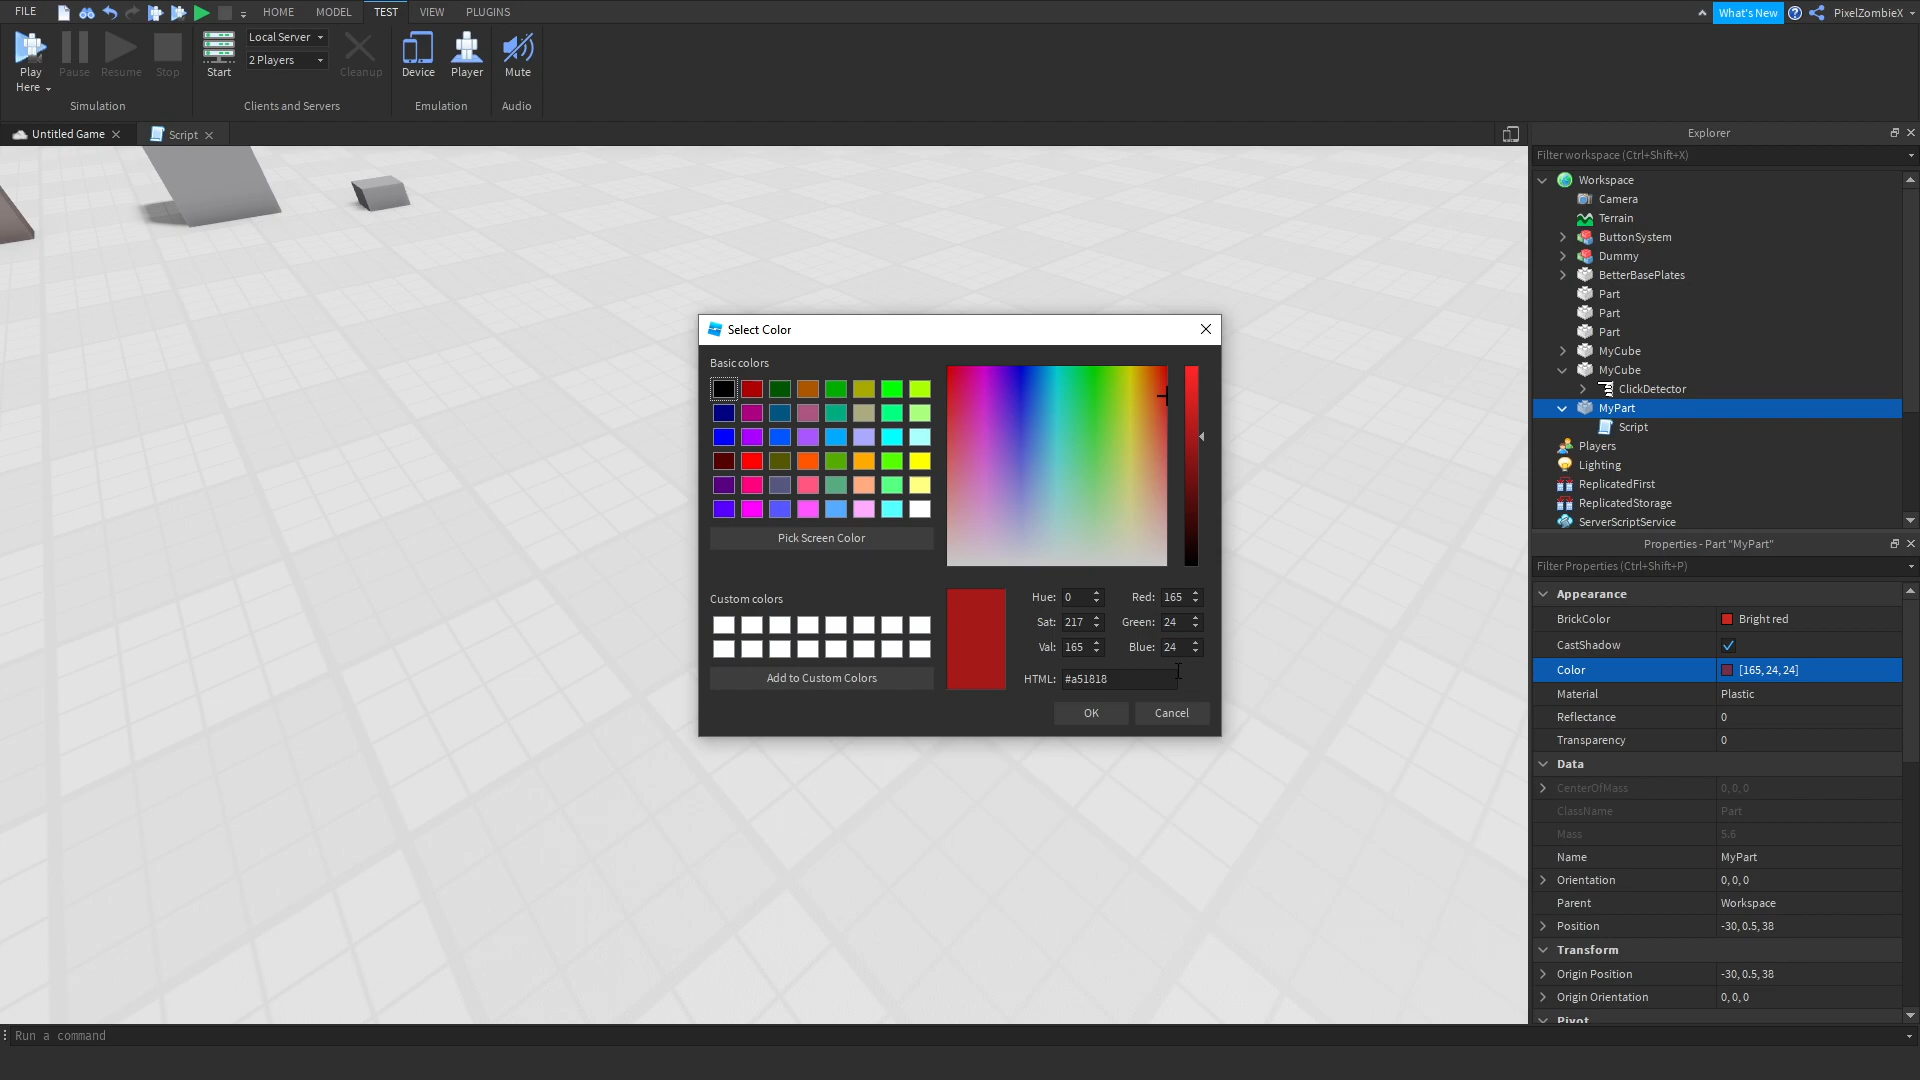 FILE HOME MODEL TEST VIEW PLUGINS What's New PixelZombieX
Play Here
Pause
Resume
Stop
Simulation
Start
Local Server
2 Players
Cleanup
Clients and Servers
Device
Player
Emulation
Mute
Audio
Untitled Game
Script
Select Color
Basic colors
Pick Screen Color
Custom colors
Add to Custom Colors
Hue: 0 Red: 165
Sat: 217 Green: 24
Val: 165 Blue: 24
HTML: #a51818
OK Cancel
Explorer
Filter workspace (Ctrl+Shift+X)
Workspace
Camera
Terrain
ButtonSystem
Dummy
BetterBasePlates
Part
Part
Part
MyCube
MyCube
ClickDetector
MyPart
Script
Players
Lighting
ReplicatedFirst
ReplicatedStorage
ServerScriptService
Properties - Part "MyPart"
Filter Properties (Ctrl+Shift+P)
Appearance
BrickColor Bright red
CastShadow
Color [165, 24, 24]
Material Plastic
Reflectance 0
Transparency 0
Data
CenterOfMass 0, 0, 0
ClassName Part
Mass 5.6
Name MyPart
Orientation 0, 0, 0
Parent Workspace
Position -30, 0.5, 38
Transform
Origin Position -30, 0.5, 38
Origin Orientation 0, 0, 0
Pivot
Run a command